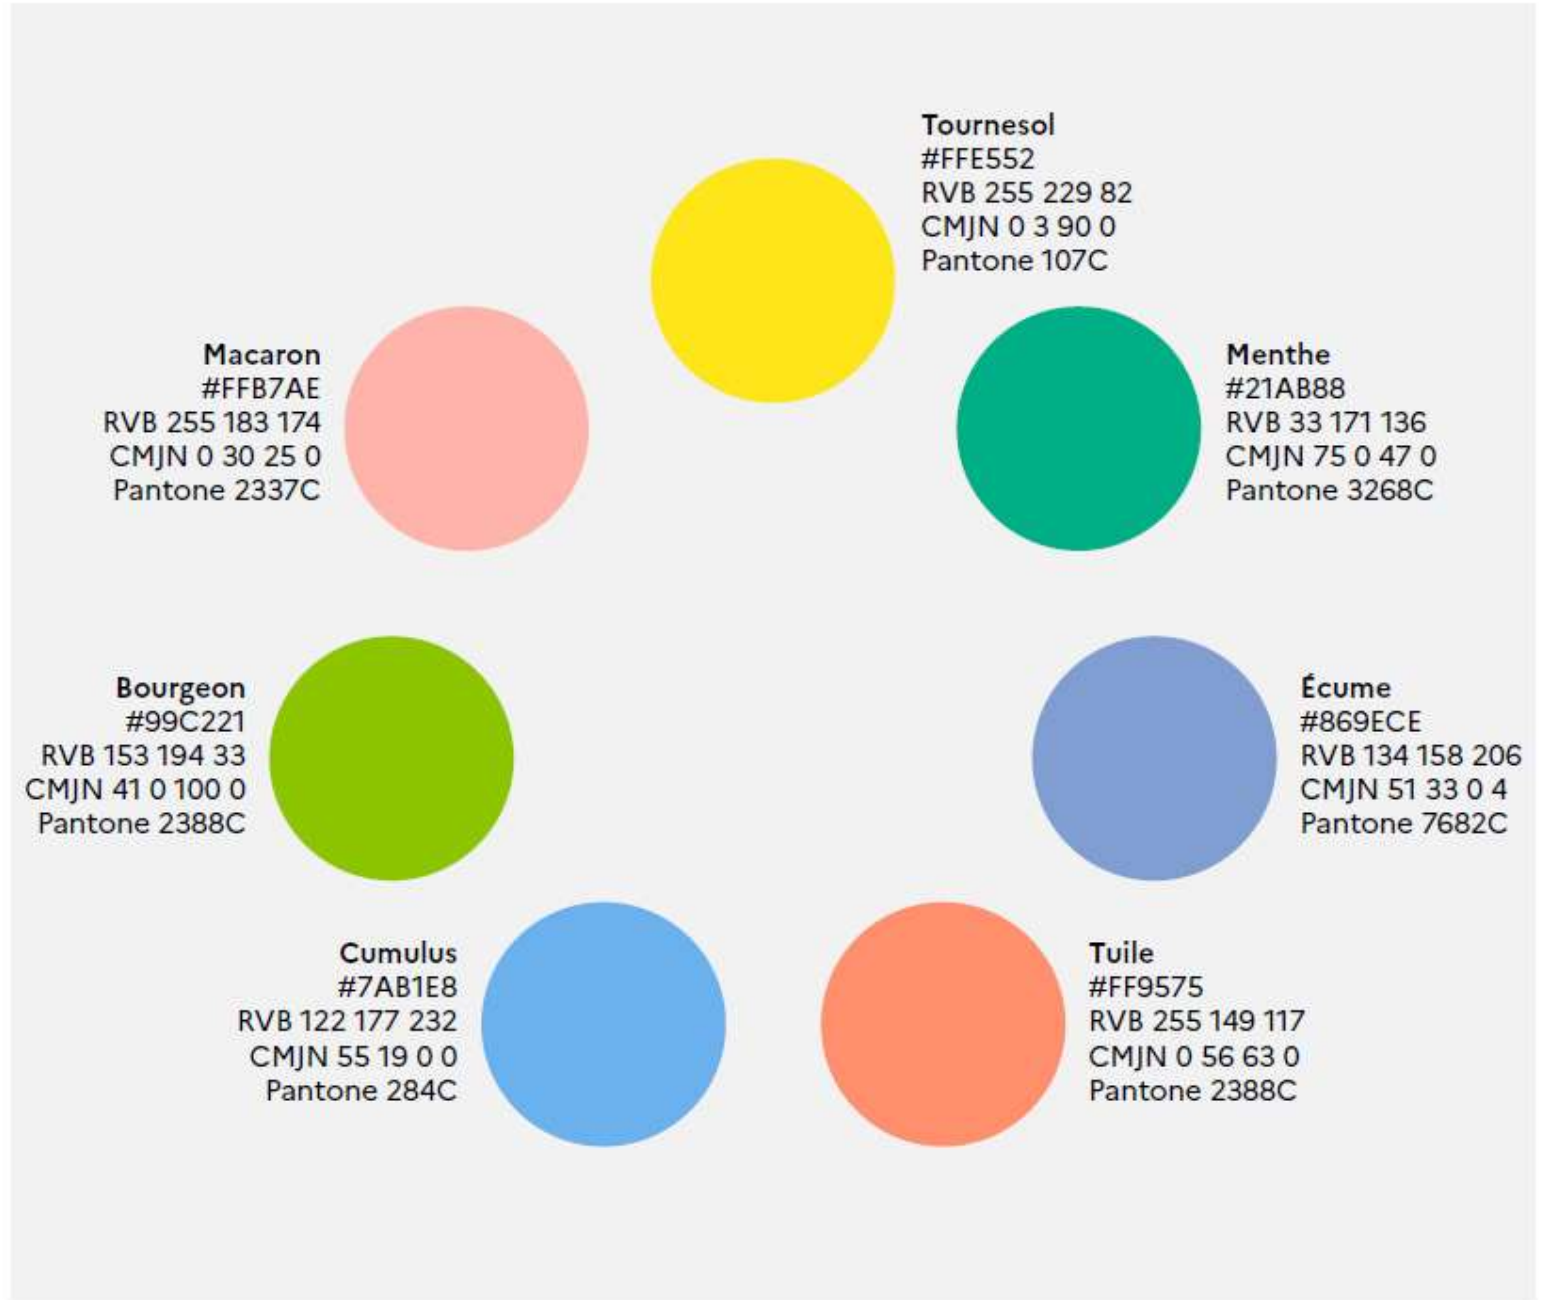 Tournesol
#FFE552
RVB 255 229 82
CMJN 0 3 90 0
Pantone 107C
Macaron
#FFB7AE
RVB 255 183 174
CMJN 0 30 25 0
Pantone 2337C
Menthe
#21AB88
RVB 33 171 136
CMJN 75 0 47 0
Pantone 3268C
Bourgeon
#99C221
RVB 153 194 33
CMJN 41 0 100 0
Pantone 2388C
Écume
#869ECE
RVB 134 158 206
CMJN 51 33 0 4
Pantone 7682C
Cumulus
#7AB1E8
RVB 122 177 232
CMJN 55 19 0 0
Pantone 284C
Tuile
#FF9575
RVB 255 149 117
CMJN 0 56 63 0
Pantone 2388C